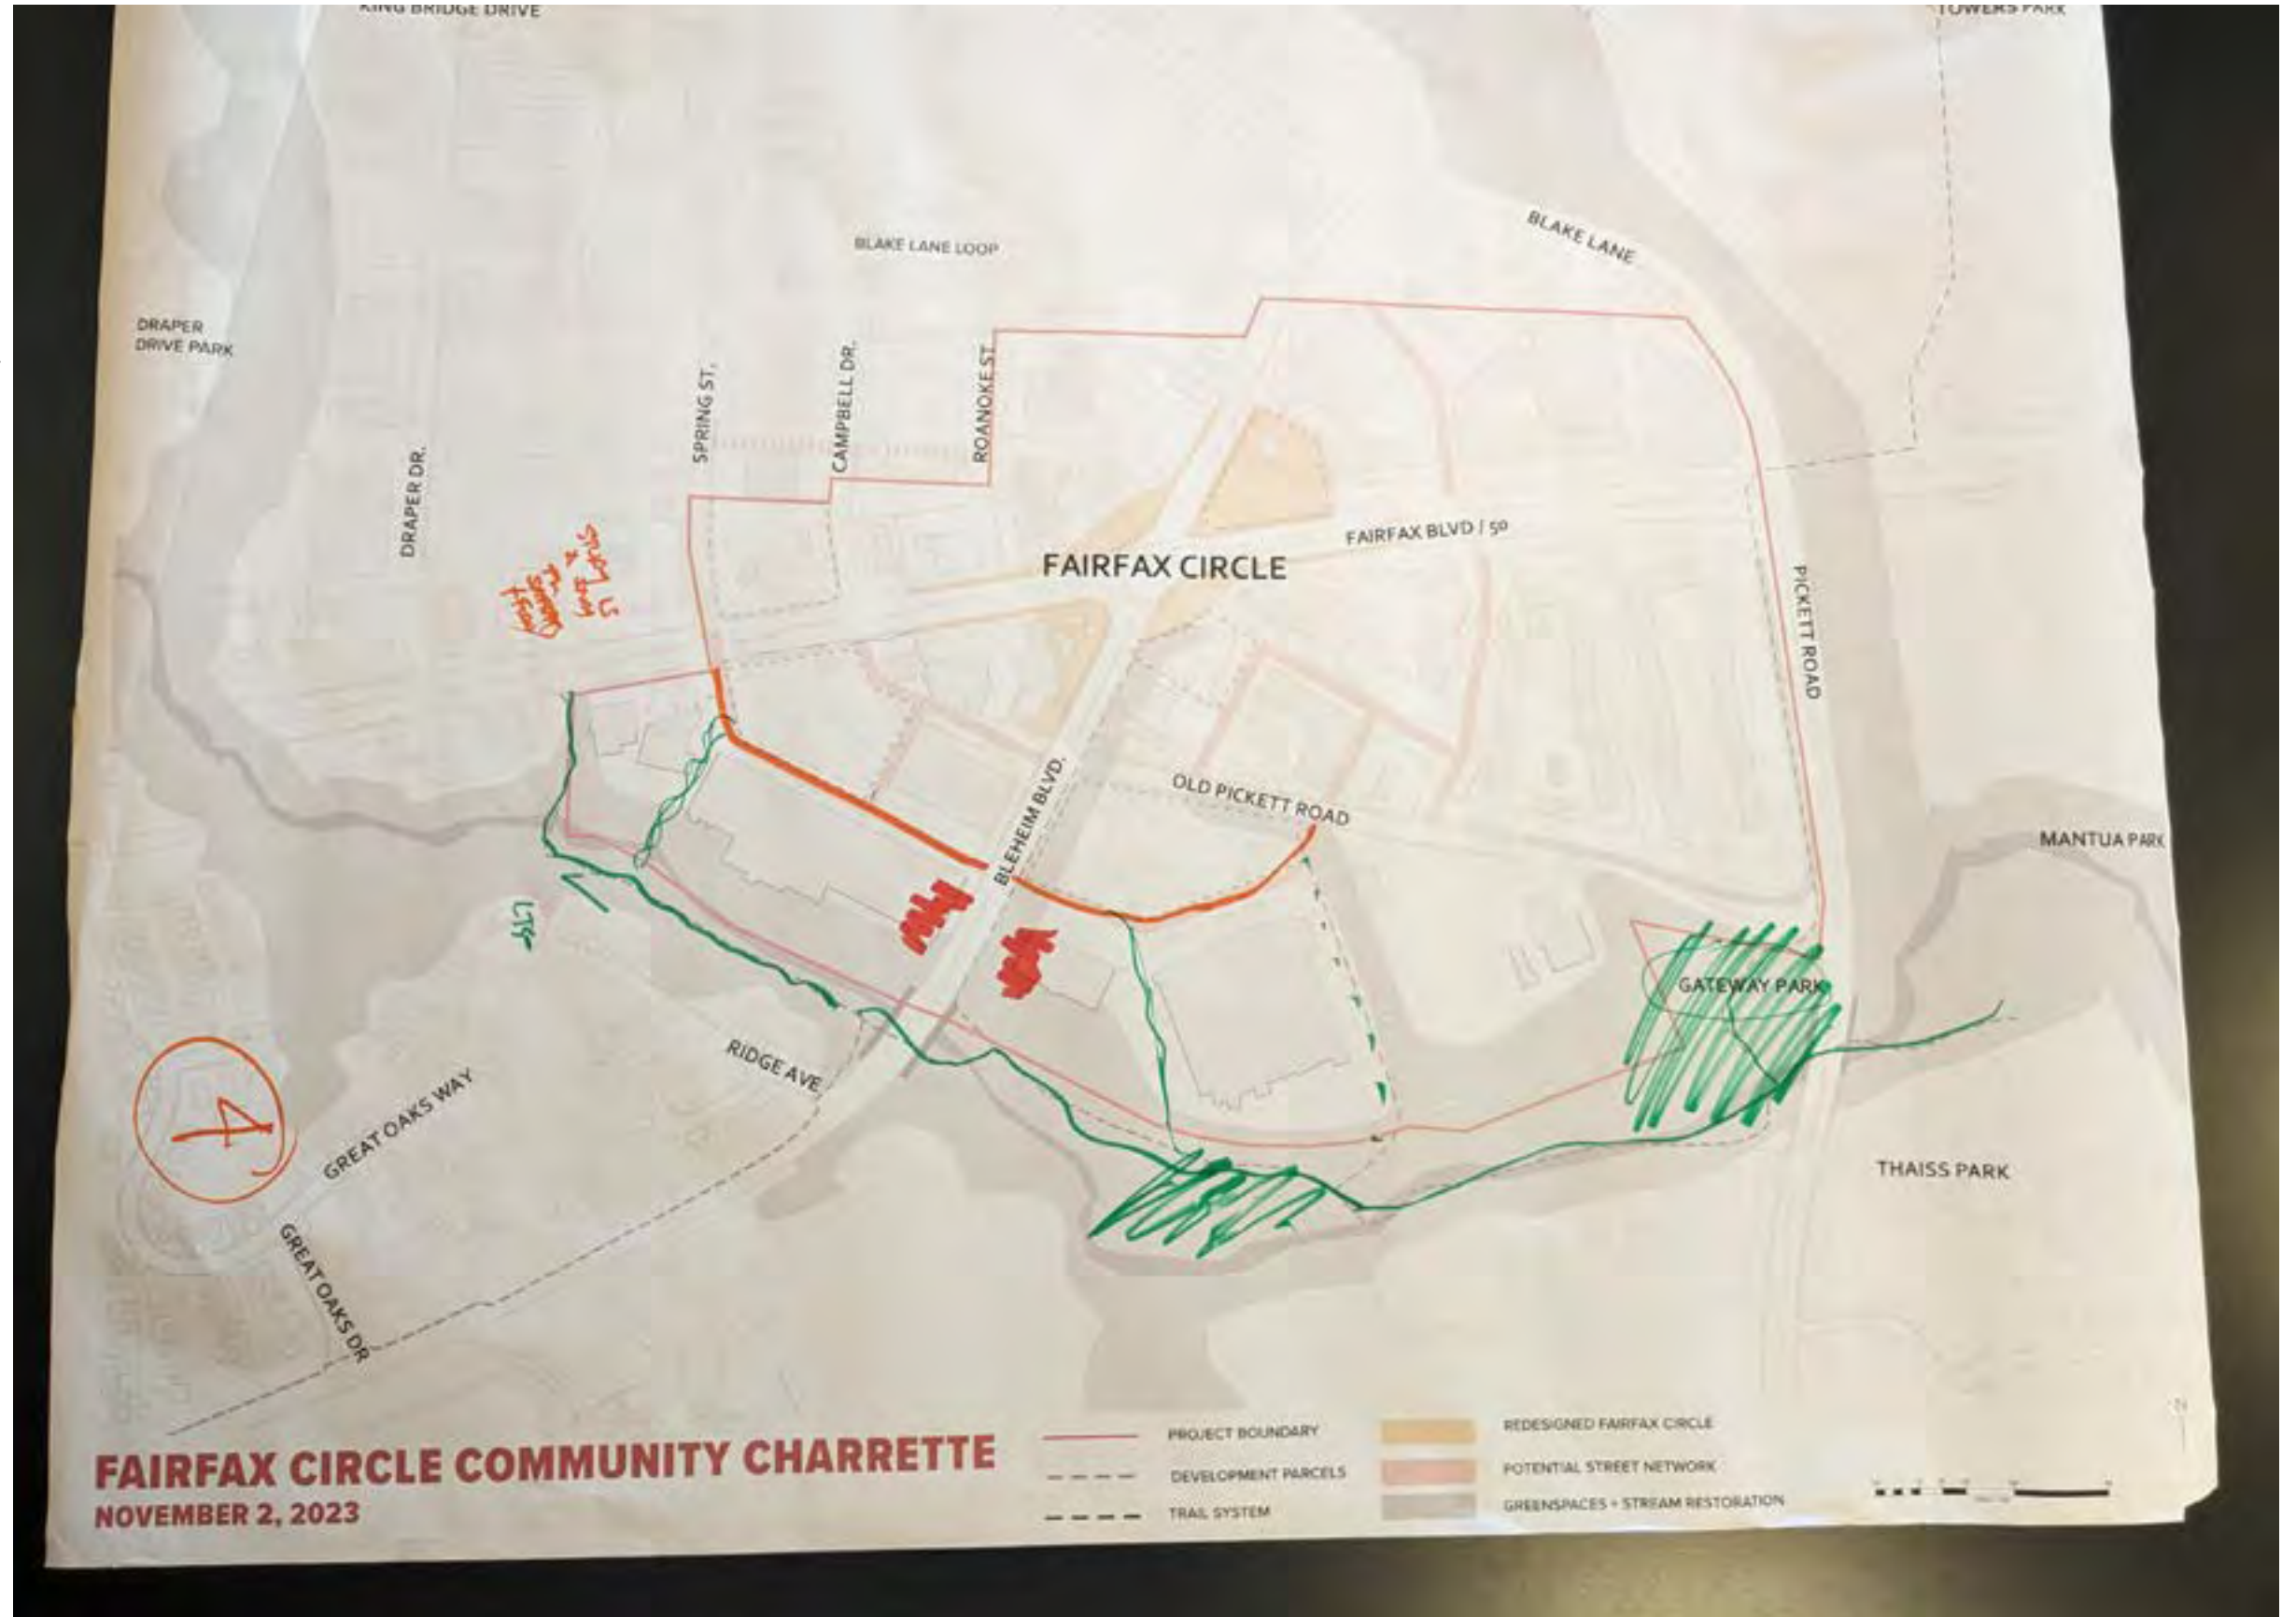 KING BRIDGE DRIVE
TOWERS PARK
BLAKE LANE
BLAKE LANE LOOP
DRAPER
DRIVE PARK
SPRING ST.
CAMPBELL DR.
ROANOKE ST.
DRAPER DR.
FAIRFAX BLVD / 50
FAIRFAX CIRCLE
PICKETT ROAD
OLD PICKETT ROAD
BLEHEIM BLVD.
MANTUA PARK
GATEWAY PARK
RIDGE AVE
GREAT OAKS WAY
4
THAISS PARK
GREAT OAKS DR
FAIRFAX CIRCLE COMMUNITY CHARRETTE
NOVEMBER 2, 2023
PROJECT BOUNDARY
DEVELOPMENT PARCELS
TRAIL SYSTEM
REDESIGNED FAIRFAX CIRCLE
POTENTIAL STREET NETWORK
GREENSPACES + STREAM RESTORATION